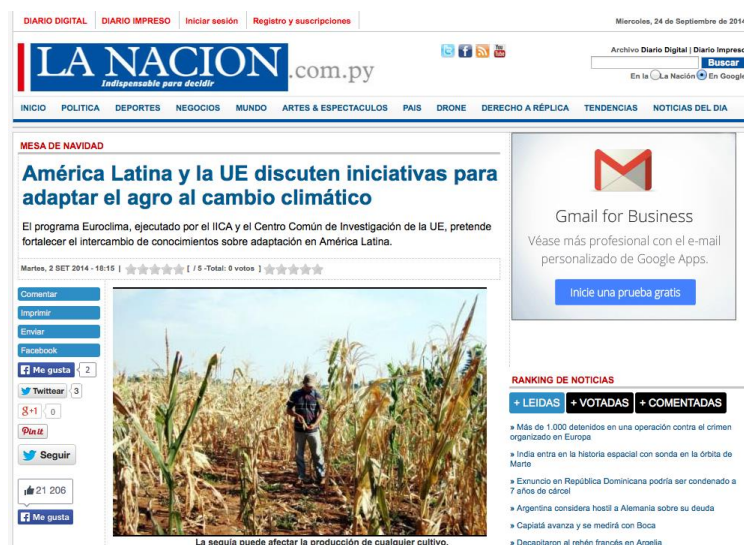 DIARIO DIGITAL DIARIO IMPRESO Iniciar sesión Registro y suscripciones
Miercoles, 24 de Septiembre de 2014
LA NACION.com.py
Indispensable para decidir
Archivo Diario Digital | Diario Impreso
Buscar
En la La Nación En Google
INICIO POLITICA DEPORTES NEGOCIOS MUNDO ARTES & ESPECTACULOS PAIS DRONE DERECHO A RÉPLICA TENDENCIAS NOTICIAS DEL DIA
MESA DE NAVIDAD
América Latina y la UE discuten iniciativas para
adaptar el agro al cambio climático
El programa Euroclima, ejecutado por el IICA y el Centro Común de Investigación de la UE, pretende
fortalecer el intercambio de conocimientos sobre adaptación en América Latina.
Martes, 2 SET 2014 - 18:15 | [ / 5 -Total: 0 votos ]
Comentar
Imprimir
Enviar
Facebook
Me gusta 2
Twittear 3
g+1 0
Pin it
Seguir
21 206
Me gusta
La sequía puede afectar la producción de cualquier cultivo.
Gmail for Business
Véase más profesional con el e-mail
personalizado de Google Apps.
Inicie una prueba gratis
RANKING DE NOTICIAS
+ LEIDAS + VOTADAS + COMENTADAS
» Más de 1.000 detenidos en una operación contra el crimen
organizado en Europa
» India entra en la historia espacial con sonda en la órbita de
Marte
» Exnuncio en República Dominicana podría ser condenado a
7 años de cárcel
» Argentina considera hostil a Alemania sobre su deuda
» Capiatá avanza y se medirá con Boca
» Decapitaron al rehén francés en Argelia